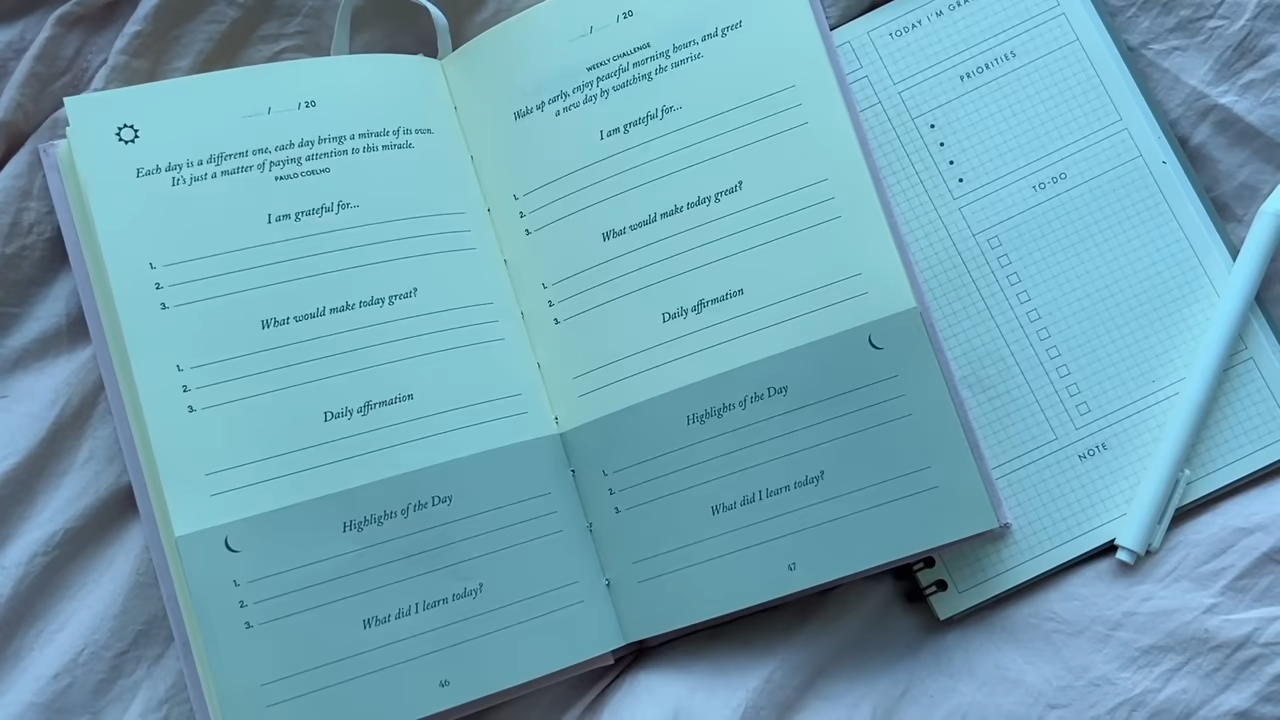 / / 20
Each day is a different one, each day brings a miracle of its own.
It's just a matter of paying attention to this miracle.
PAULO COELHO
I am grateful for...
1.
2.
3.
What would make today great?
1.
2.
3.
Daily affirmation
Highlights of the Day
1.
2.
3.
What did I learn today?
46
/ / 20
WEEKLY CHALLENGE
Wake up early, enjoy peaceful morning hours, and greet
a new day by watching the sunrise.
I am grateful for...
1.
2.
3.
What would make today great?
1.
2.
3.
Daily affirmation
Highlights of the Day
1.
2.
3.
What did I learn today?
47
TODAY I'M
PRIORITIES
TO-DO
NOTE